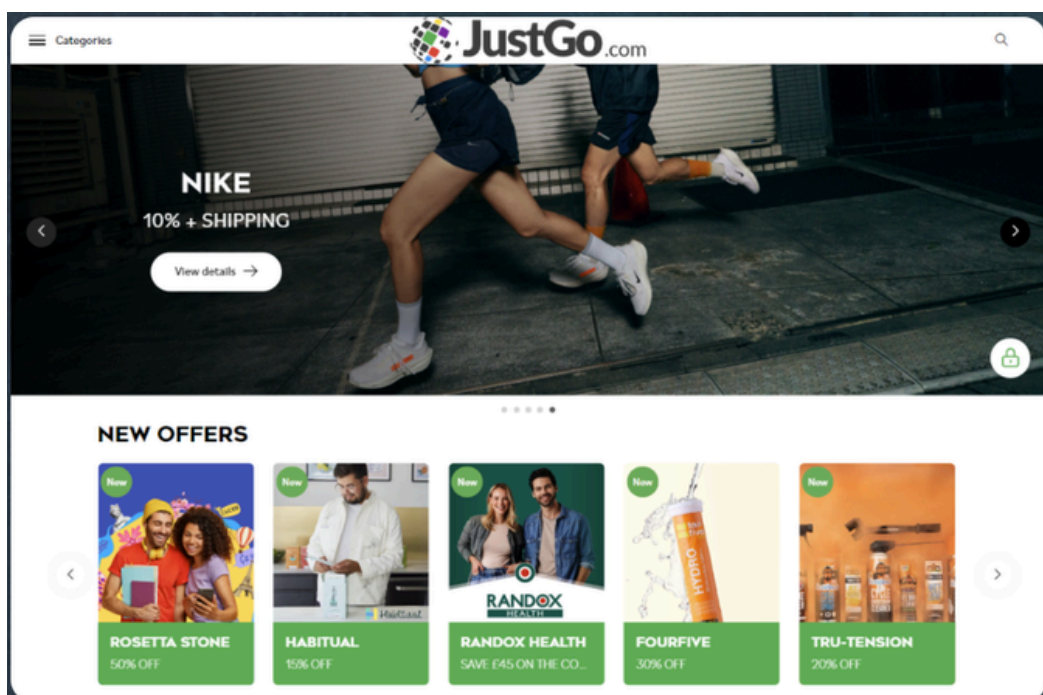 Categories
JustGo.com
NIKE
10% + SHIPPING
View details
NEW OFFERS
New
New
New
New
New
HYDRO
Habitual
RANDOX
HEALTH
ROSETTA STONE
HABITUAL
RANDOX HEALTH
FOURFIVE
TRU-TENSION
50% OFF
15% OFF
SAVE £45 ON THE CO...
30% OFF
20% OFF